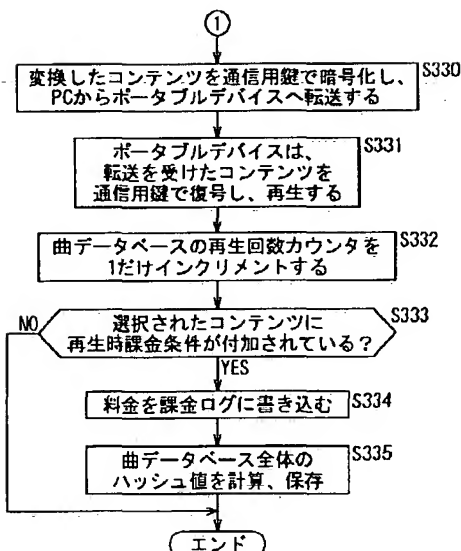 1
変換したコンテンツを通信用鍵で暗号化し、
PCからポータブルデバイスへ転送する
S330
ポータブルデバイスは、
転送を受けたコンテンツを
通信用鍵で復号し、再生する
S331
曲データベースの再生回数カウンタを
1だけインクリメントする
S332
選択されたコンテンツに
再生時課金条件が付加されている?
S333
NO
YES
料金を課金ログに書き込む
S334
曲データベース全体の
ハッシュ値を計算、保存
S335
エンド